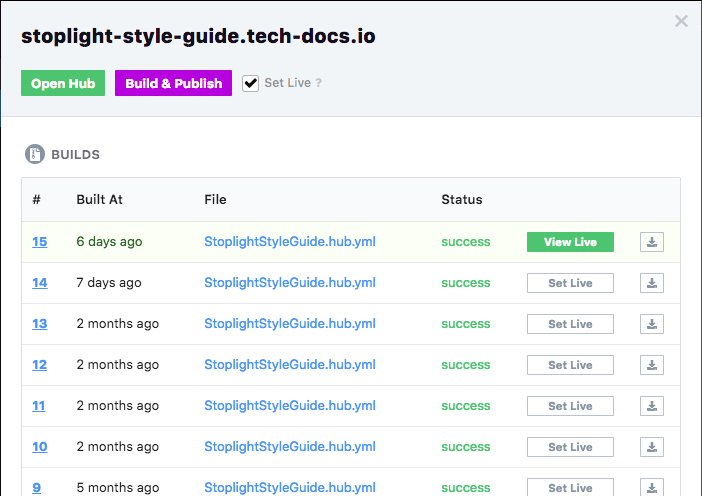 stoplight-style-guide.tech-docs.io
Open Hub Build & Publish Set Live ?
BUILDS
# Built At File Status
15 6 days ago StoplightStyleGuide.hub.yml success View Live
14 7 days ago StoplightStyleGuide.hub.yml success Set Live
13 2 months ago StoplightStyleGuide.hub.yml success Set Live
12 2 months ago StoplightStyleGuide.hub.yml success Set Live
11 2 months ago StoplightStyleGuide.hub.yml success Set Live
10 2 months ago StoplightStyleGuide.hub.yml success Set Live
9 5 months ago StoplightStyleGuide.hub.yml success Set Live